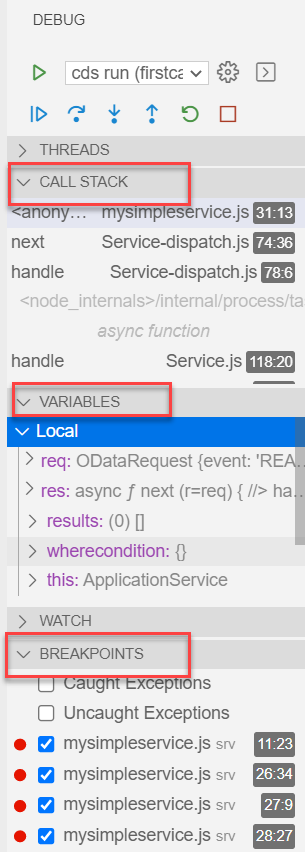 DEBUG
cds run (firstca
THREADS
CALL STACK
<anony… mysimpleservice.js 31:13
next Service-dispatch.js 74:36
handle Service-dispatch.js 78:6
<node_internals>/internal/process/ta
async function
handle Service.js 118:20
VARIABLES
Local
req: ODataRequest {event: 'REA…
res: async ƒ next (r=req) { //> ha…
results: (0) []
wherecondition: {}
this: ApplicationService
WATCH
BREAKPOINTS
Caught Exceptions
Uncaught Exceptions
mysimpleservice.js srv 11:23
mysimpleservice.js srv 26:34
mysimpleservice.js srv 27:9
mysimpleservice.js srv 28:27